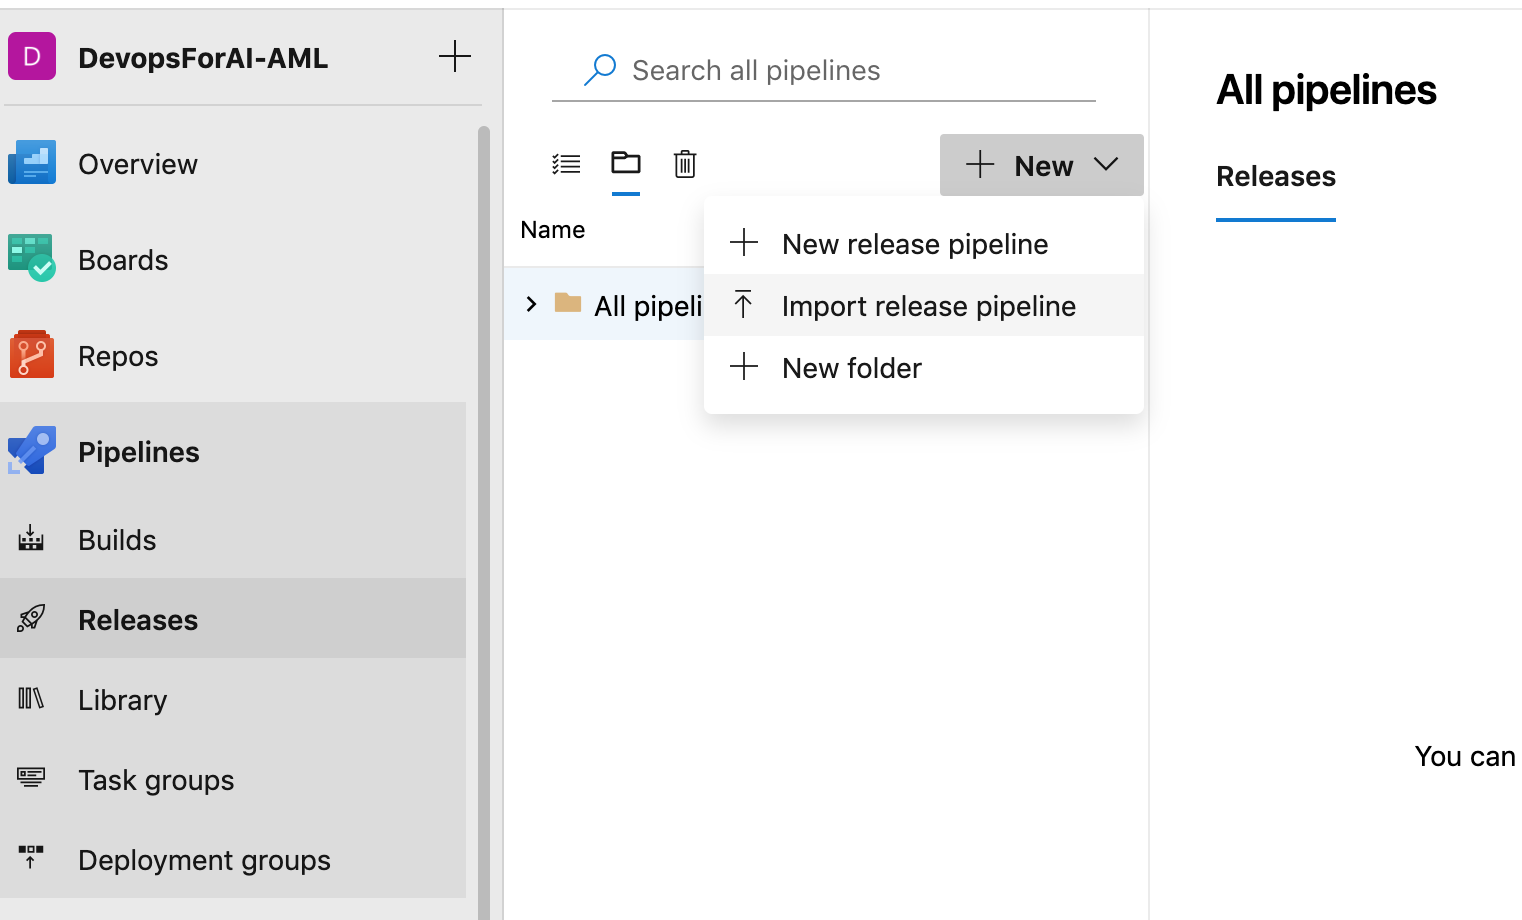 D DevopsForAI-AML
Overview
Boards
Repos
Pipelines
Builds
Releases
Library
Task groups
Deployment groups
Search all pipelines
New
New release pipeline
Import release pipeline
New folder
Name
All pipeli
All pipelines
Releases
You can